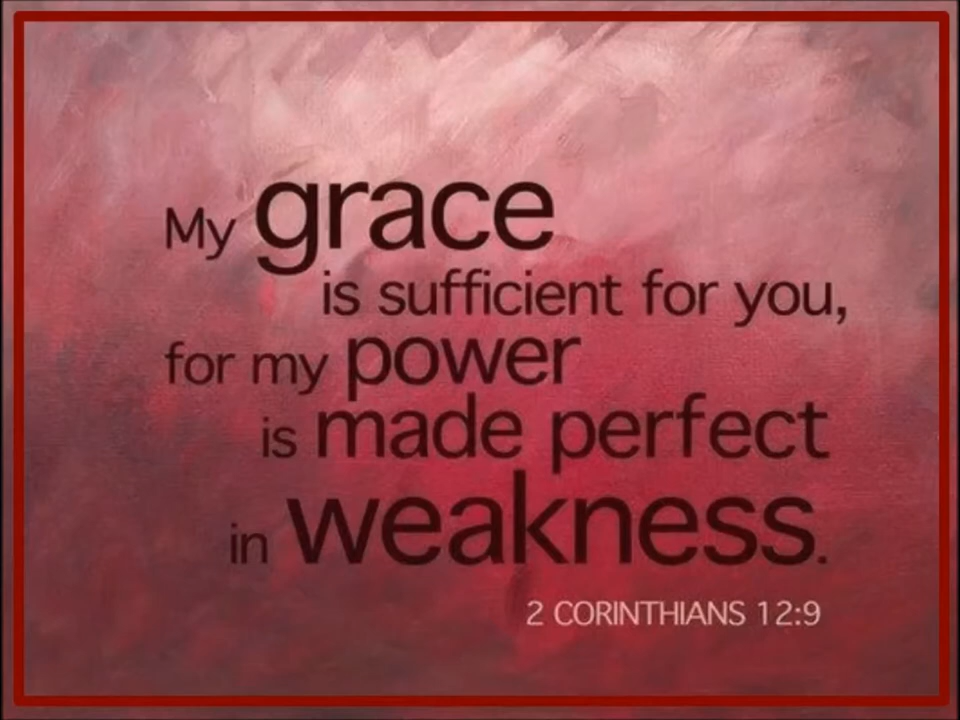 My grace
is sufficient for you,
for my power
is made perfect
in weakness.
2 CORINTHIANS 12:9